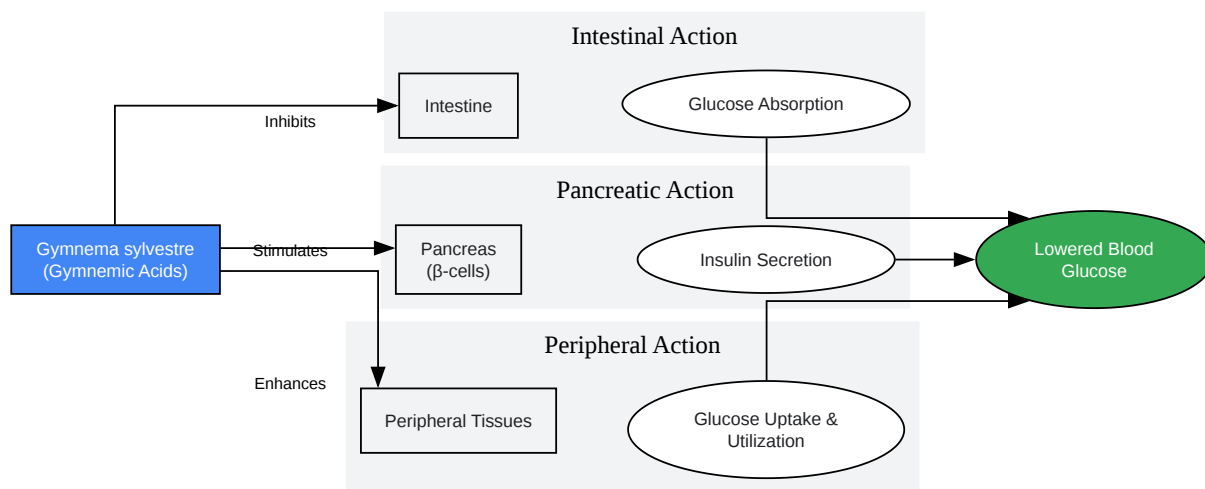 Intestinal Action
Intestine
Glucose Absorption
Inhibits
Pancreatic Action
Gymnema sylvestre
(Gymnemic Acids)
Stimulates
Pancreas
(β-cells)
Insulin Secretion
Lowered Blood
Glucose
Peripheral Action
Enhances
Peripheral Tissues
Glucose Uptake &
Utilization